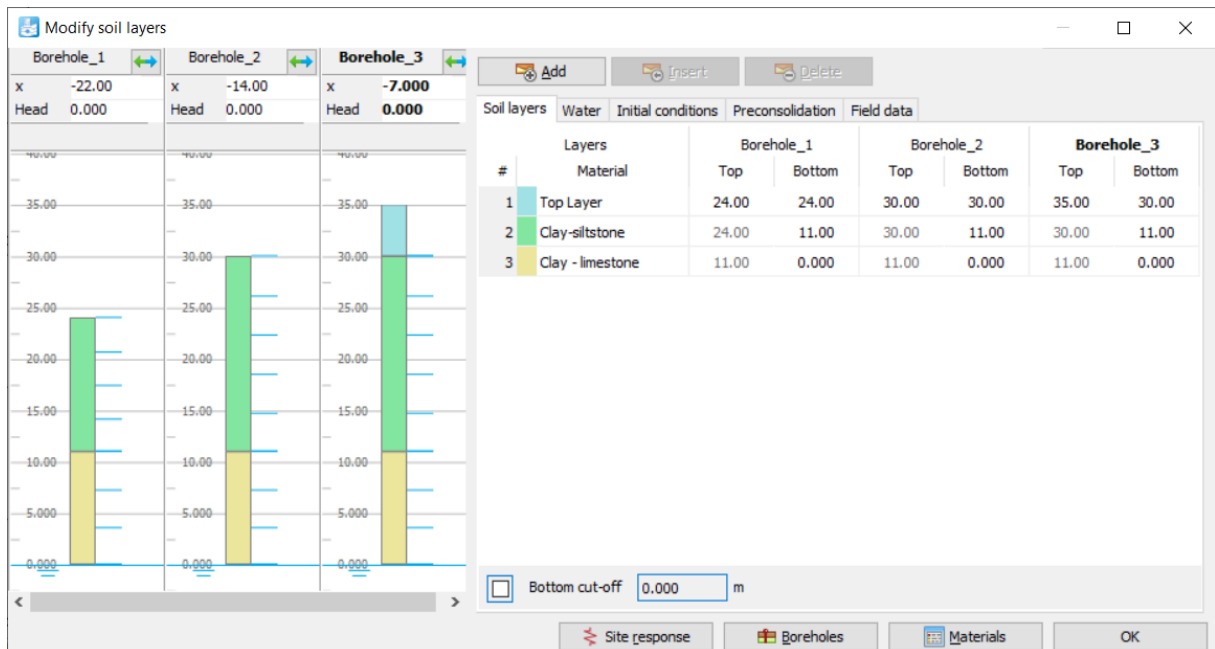 Modify soil layers
Borehole_1 Borehole_2 Borehole_3
x -22.00 x -14.00 x -7.000
Head 0.000 Head 0.000 Head 0.000
40.00 40.00 40.00
35.00 35.00 35.00
30.00 30.00 30.00
25.00 25.00 25.00
20.00 20.00 20.00
15.00 15.00 15.00
10.00 10.00 10.00
5.000 5.000 5.000
0.000 0.000 0.000
Add Insert Delete
Soil layers Water Initial conditions Preconsolidation Field data
Layers Borehole_1 Borehole_2 Borehole_3
# Material Top Bottom Top Bottom Top Bottom
1 Top Layer 24.00 24.00 30.00 30.00 35.00 30.00
2 Clay-siltstone 24.00 11.00 30.00 11.00 30.00 11.00
3 Clay - limestone 11.00 0.000 11.00 0.000 11.00 0.000
Bottom cut-off 0.000 m
Site response Boreholes Materials OK